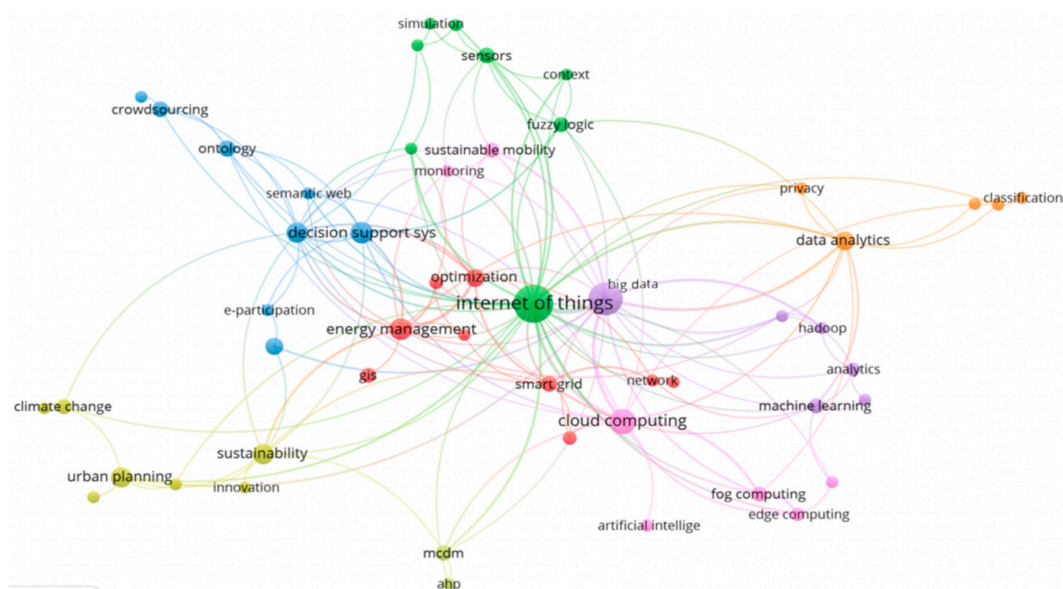 simulation
sensors
context
crowdsourcing
fuzzy logic
ontology
sustainable mobility
monitoring
semantic web
privacy
classification
decision support sys
data analytics
optimization
big data
internet of things
e-participation
energy management
hadoop
gis
smart grid
network
analytics
climate change
machine learning
cloud computing
sustainability
urban planning
innovation
fog computing
edge computing
artificial intellige
mcdm
ahp